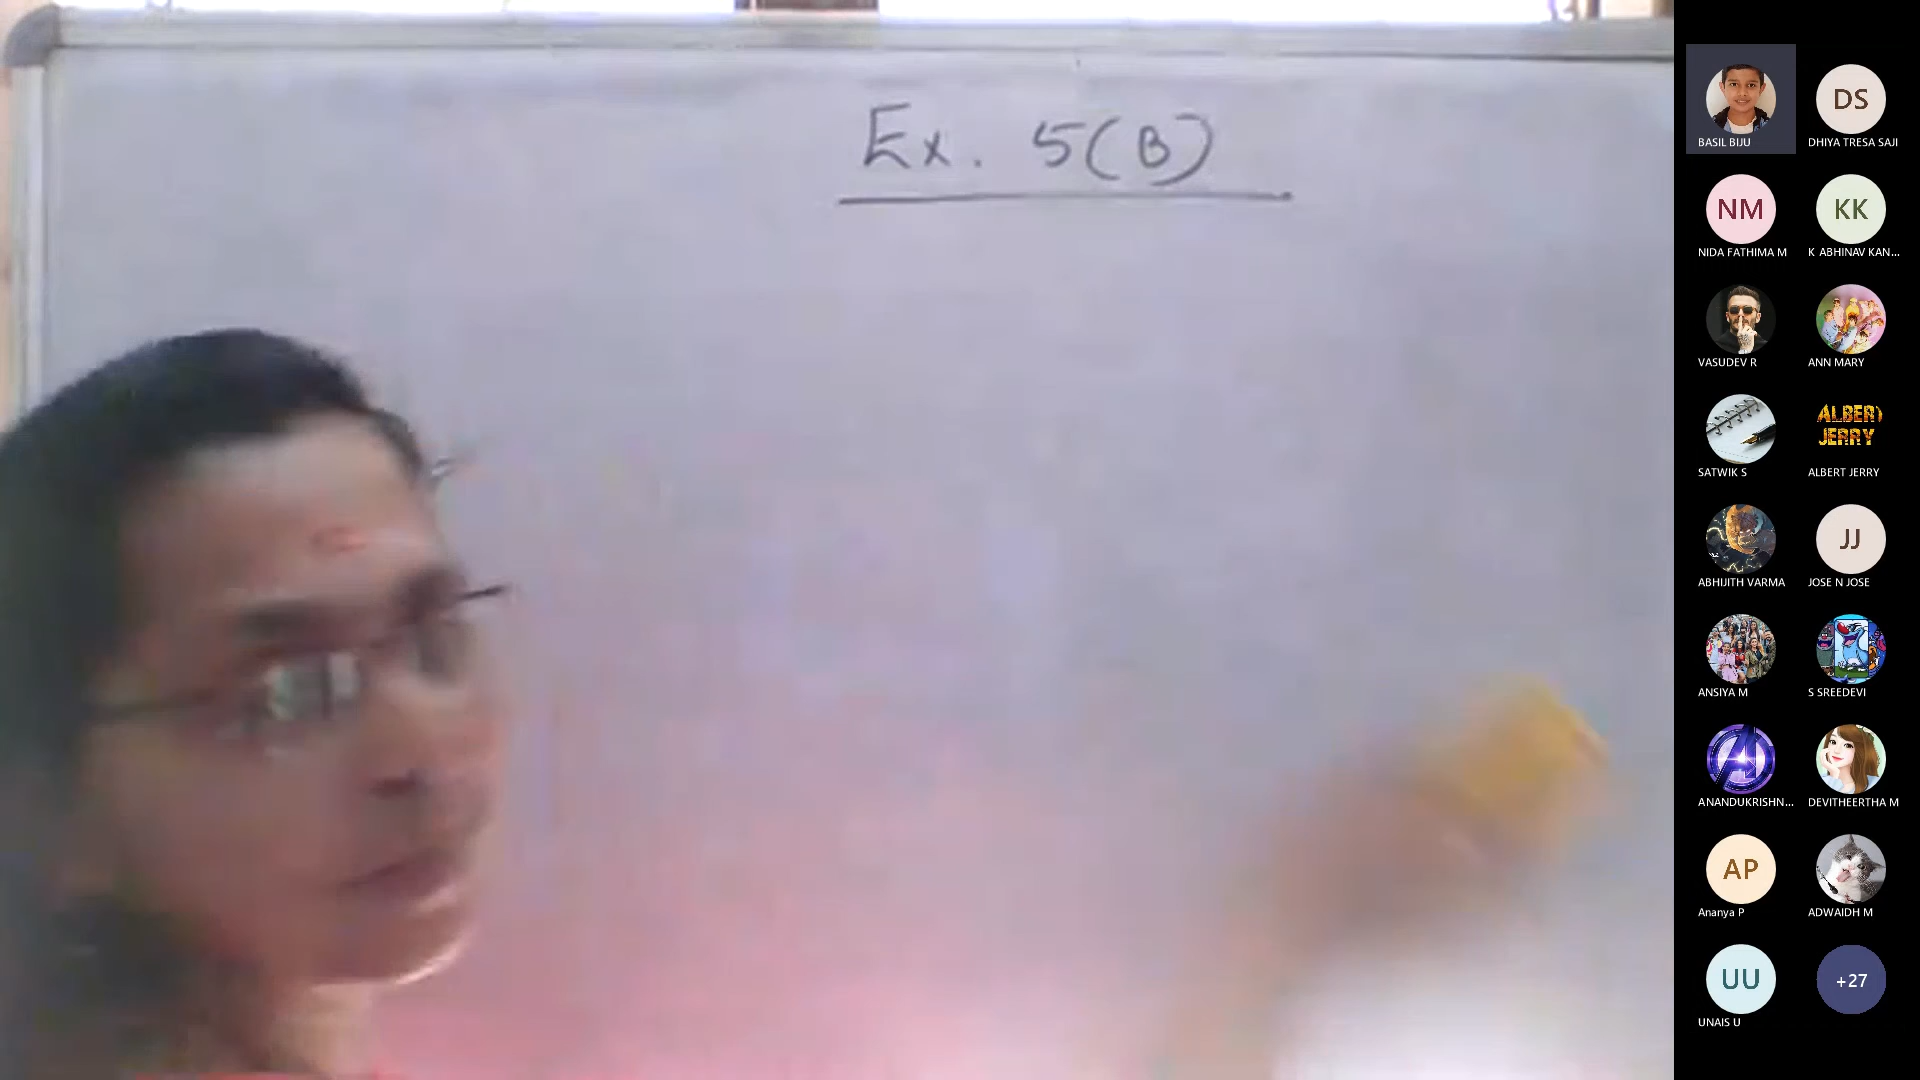 Ex. 5(B)
BASIL BIJU
DS
DHIYA TRESA SAJI
NM
NIDA FATHIMA M
KK
K ABHINAV KAN...
VASUDEV R
ANN MARY
SATWIK S
ALBERT JERRY
ALBERT JERRY
ABHIJITH VARMA
JJ
JOSE N JOSE
ANSIYA M
S SREEDEVI
ANANDUKRISHN...
DEVITHEERTHA M
AP
Ananya P
ADWAIDH M
UU
UNAIS U
+27